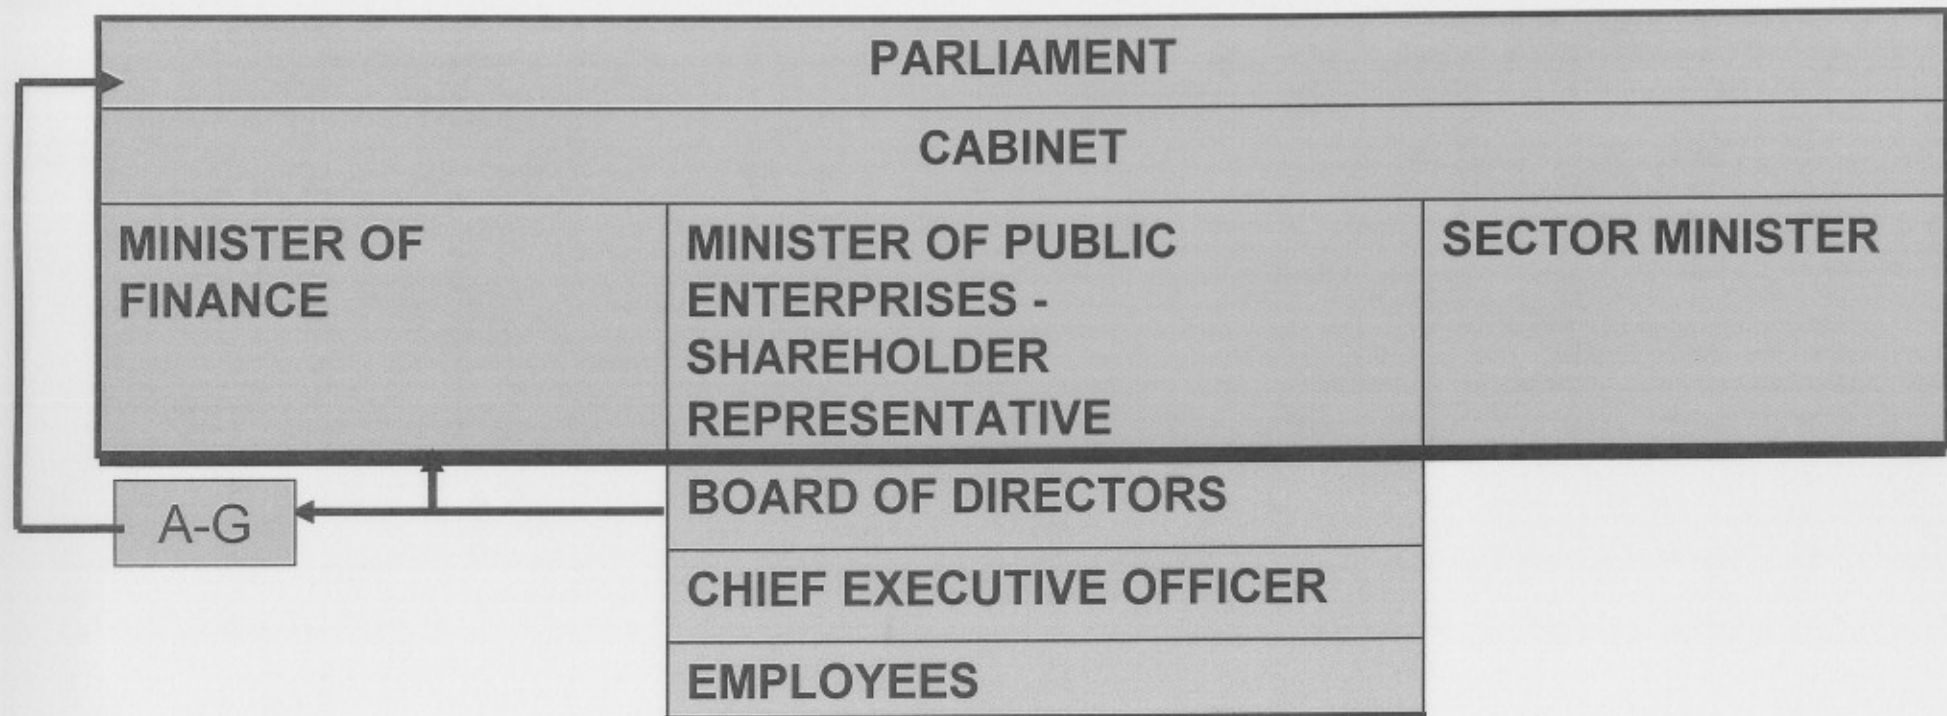 PARLIAMENT
CABINET
MINISTER OF
FINANCE
MINISTER OF PUBLIC
ENTERPRISES -
SHAREHOLDER
REPRESENTATIVE
SECTOR MINISTER
A-G
BOARD OF DIRECTORS
CHIEF EXECUTIVE OFFICER
EMPLOYEES